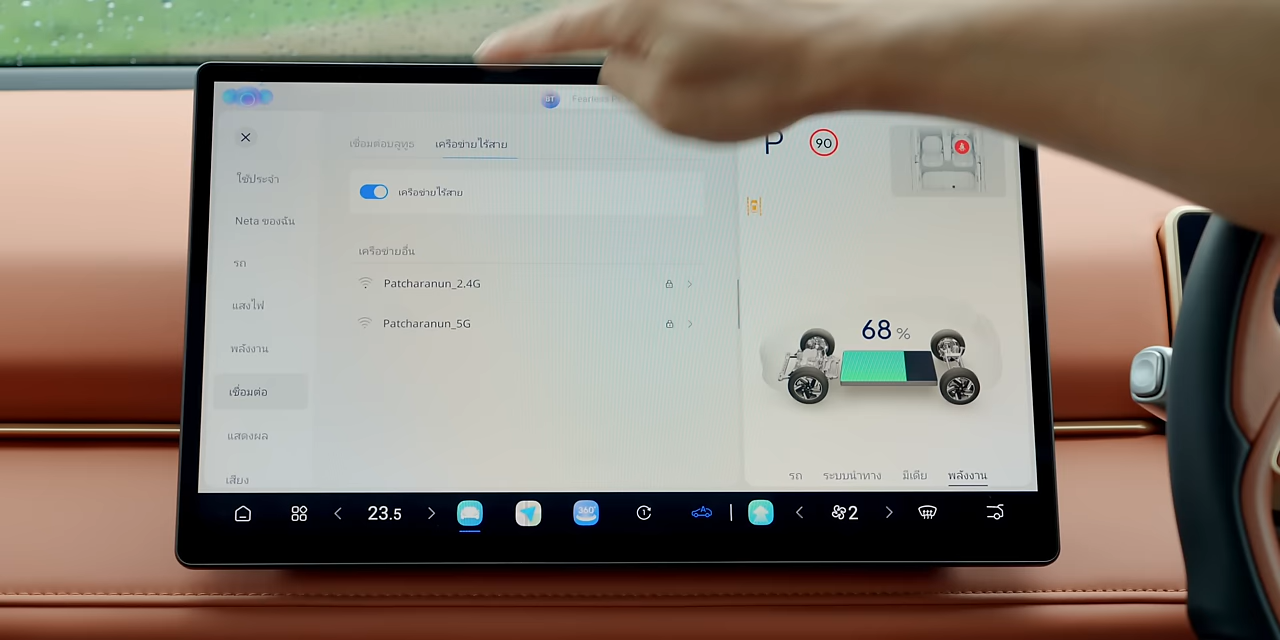 ST Fearless
เชื่อมต่อบลูทูธ เครือข่ายไร้สาย
P 90
ใช้ประจำ
เครือข่ายไร้สาย
Neta ของฉัน
เครือข่ายอื่น
รถ
Patcharanun_2.4G
แสงไฟ
Patcharanun_5G
68 %
พลังงาน
เชื่อมต่อ
แสดงผล
เสียง
รถ ระบบนำทาง มีเดีย พลังงาน
23.5 360° 1 A 2